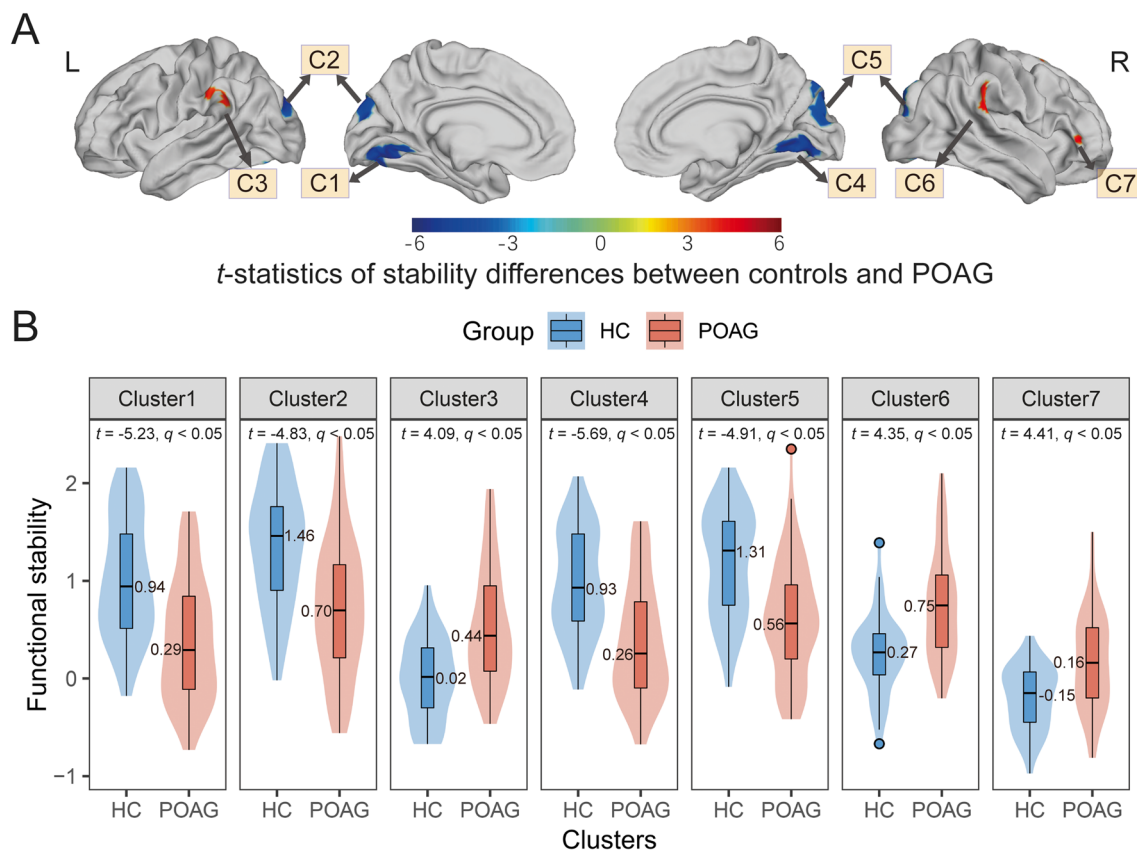 A
L
C2
C5
R
C3
C1
C4
C6
C7
-6
-3
0
3
6
t-statistics of stability differences between controls and POAG
B
Group HC POAG
Cluster1
Cluster2
Cluster3
Cluster4
Cluster5
Cluster6
Cluster7
t = -5.23, q < 0.05
t = -4.83, q < 0.05
t = 4.09, q < 0.05
t = -5.69, q < 0.05
t = -4.91, q < 0.05
t = 4.35, q < 0.05
t = 4.41, q < 0.05
Functional stability
2
1
0
−1
0.94
0.29
1.46
0.70
0.02
0.44
0.93
0.26
1.31
0.56
0.27
0.75
-0.15
0.16
HC POAG
HC POAG
HC POAG
HC POAG
HC POAG
HC POAG
HC POAG
Clusters